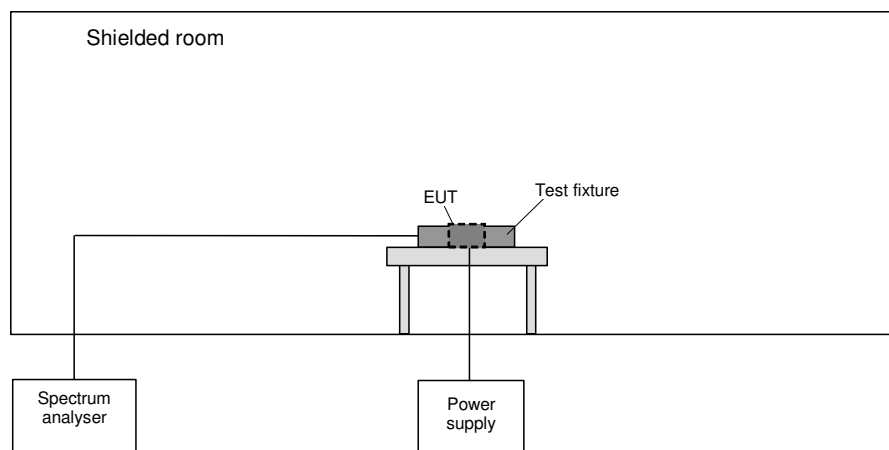 Shielded room
EUT
Test fixture
Spectrum
analyser
Power
supply